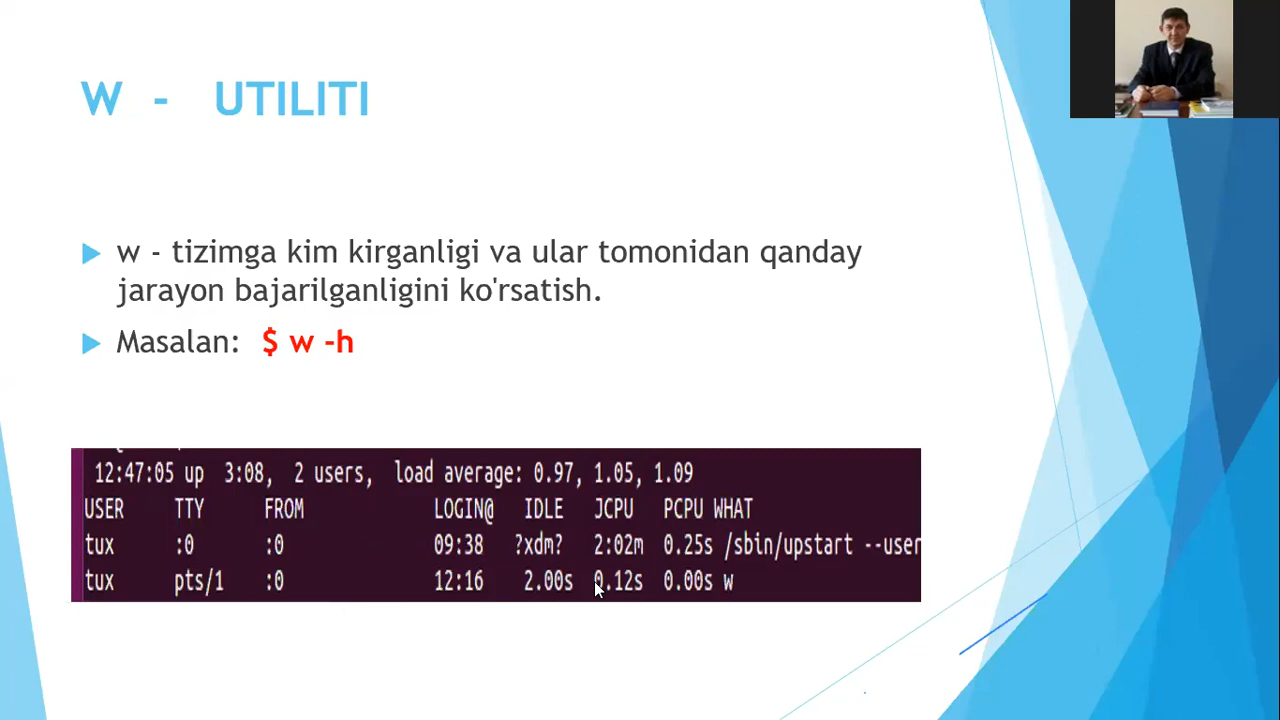 W - UTILITI
w - tizimga kim kirganligi va ular tomonidan qanday
jarayon bajarilganligini ko'rsatish.
Masalan: $ w -h
12:47:05 up 3:08, 2 users, load average: 0.97, 1.05, 1.09
USER TTY FROM LOGIN@ IDLE JCPU PCPU WHAT
tux :0 :0 09:38 ?xdm? 2:02m 0.25s /sbin/upstart --user
tux pts/1 :0 12:16 2.00s 0.12s 0.00s w